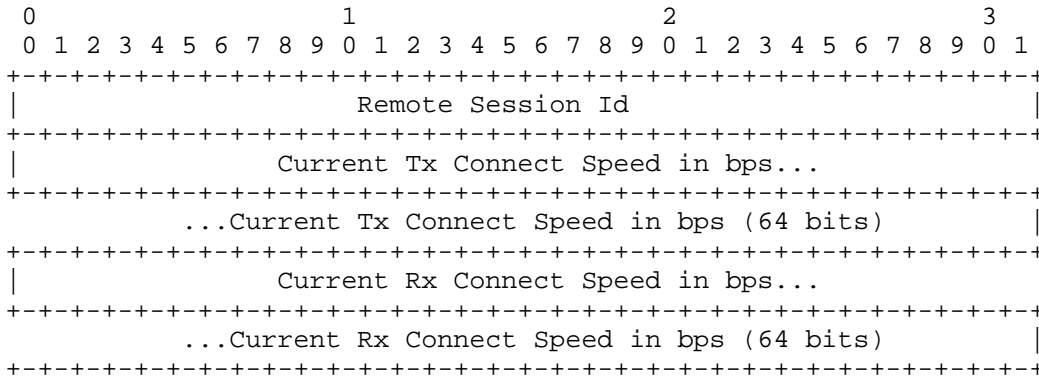 0                   1                   2                   3
 0 1 2 3 4 5 6 7 8 9 0 1 2 3 4 5 6 7 8 9 0 1 2 3 4 5 6 7 8 9 0 1
+-+-+-+-+-+-+-+-+-+-+-+-+-+-+-+-+-+-+-+-+-+-+-+-+-+-+-+-+-+-+-+-+
|                     Remote Session Id                         |
+-+-+-+-+-+-+-+-+-+-+-+-+-+-+-+-+-+-+-+-+-+-+-+-+-+-+-+-+-+-+-+-+
|                Current Tx Connect Speed in bps...
+-+-+-+-+-+-+-+-+-+-+-+-+-+-+-+-+-+-+-+-+-+-+-+-+-+-+-+-+-+-+-+-+
           ...Current Tx Connect Speed in bps (64 bits)         |
+-+-+-+-+-+-+-+-+-+-+-+-+-+-+-+-+-+-+-+-+-+-+-+-+-+-+-+-+-+-+-+-+
|                Current Rx Connect Speed in bps...
+-+-+-+-+-+-+-+-+-+-+-+-+-+-+-+-+-+-+-+-+-+-+-+-+-+-+-+-+-+-+-+-+
           ...Current Rx Connect Speed in bps (64 bits)         |
+-+-+-+-+-+-+-+-+-+-+-+-+-+-+-+-+-+-+-+-+-+-+-+-+-+-+-+-+-+-+-+-+